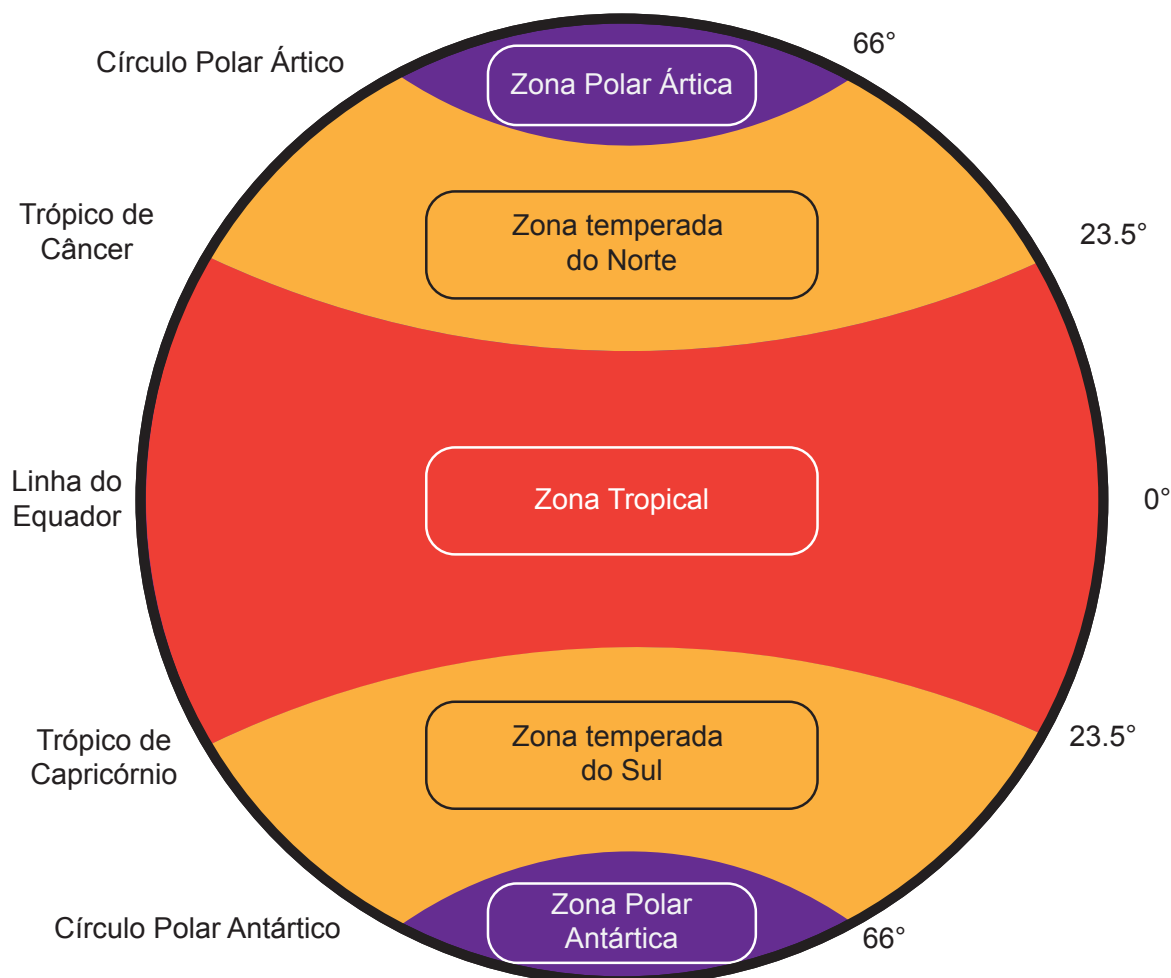 Círculo Polar Ártico
66°
Zona Polar Ártica
Trópico de
Câncer
Zona temperada
do Norte
23.5°
Linha do
Equador
Zona Tropical
0°
Trópico de
Capricórnio
Zona temperada
do Sul
23.5°
Círculo Polar Antártico
Zona Polar
Antártica
66°